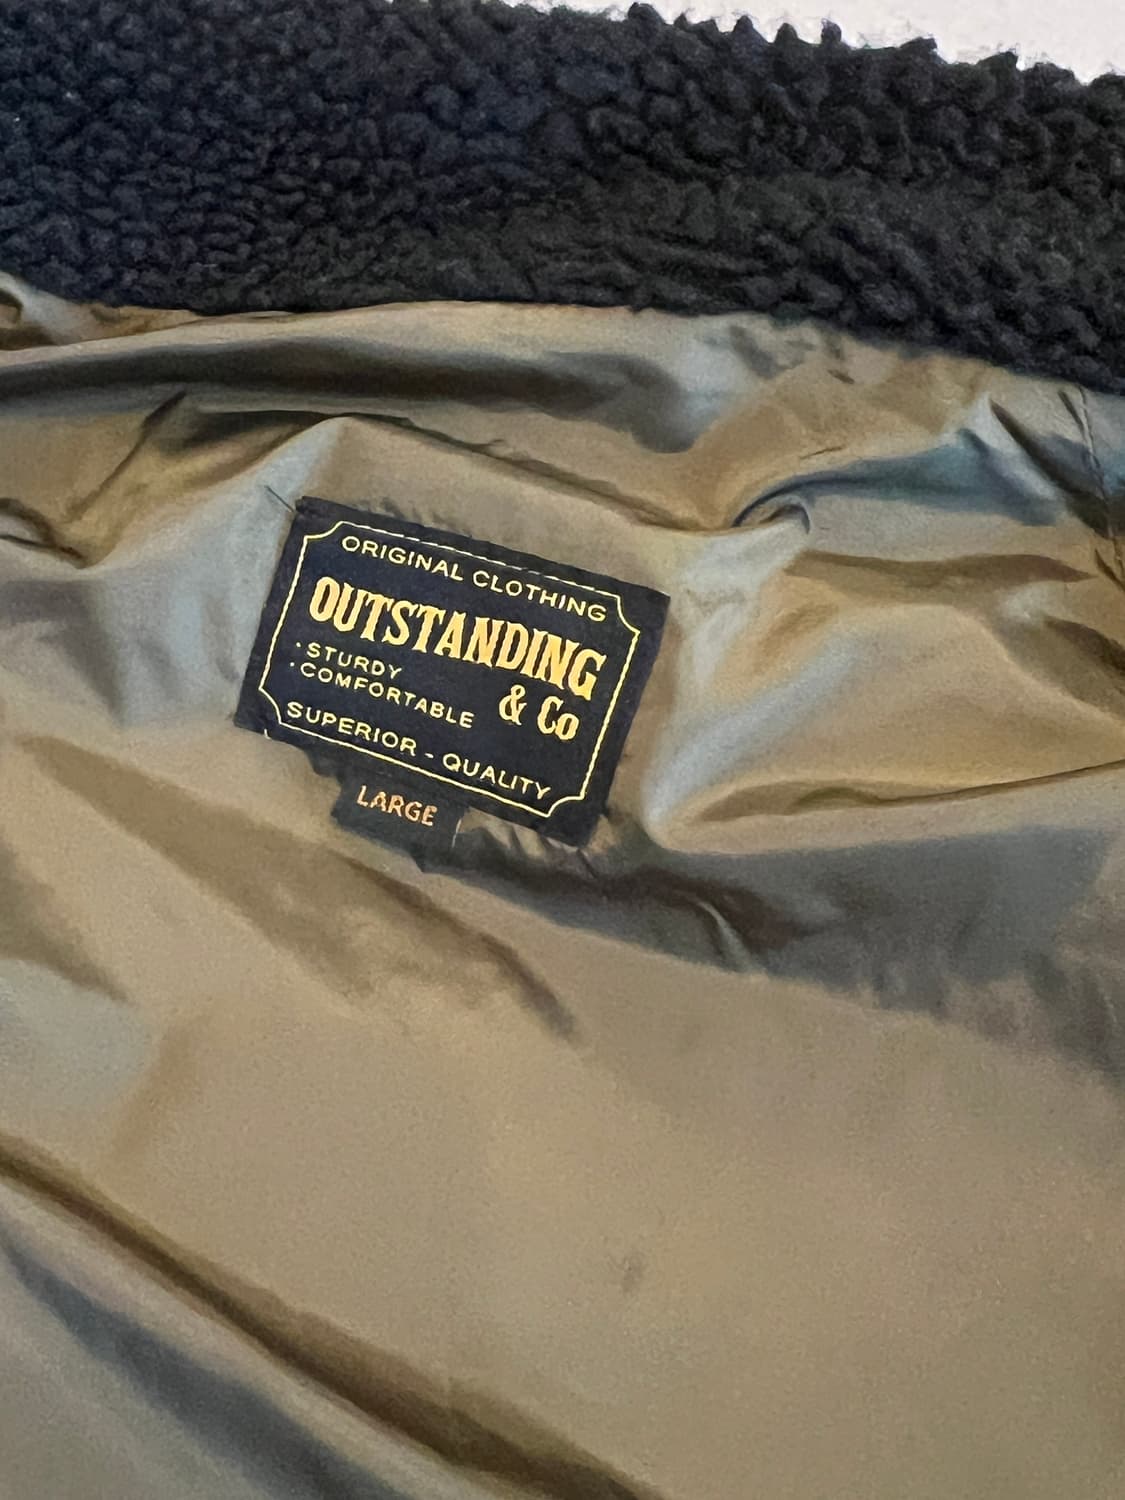 ORIGINAL CLOTHING
OUTSTANDING
& Co
· STURDY
· COMFORTABLE
SUPERIOR - QUALITY
LARGE